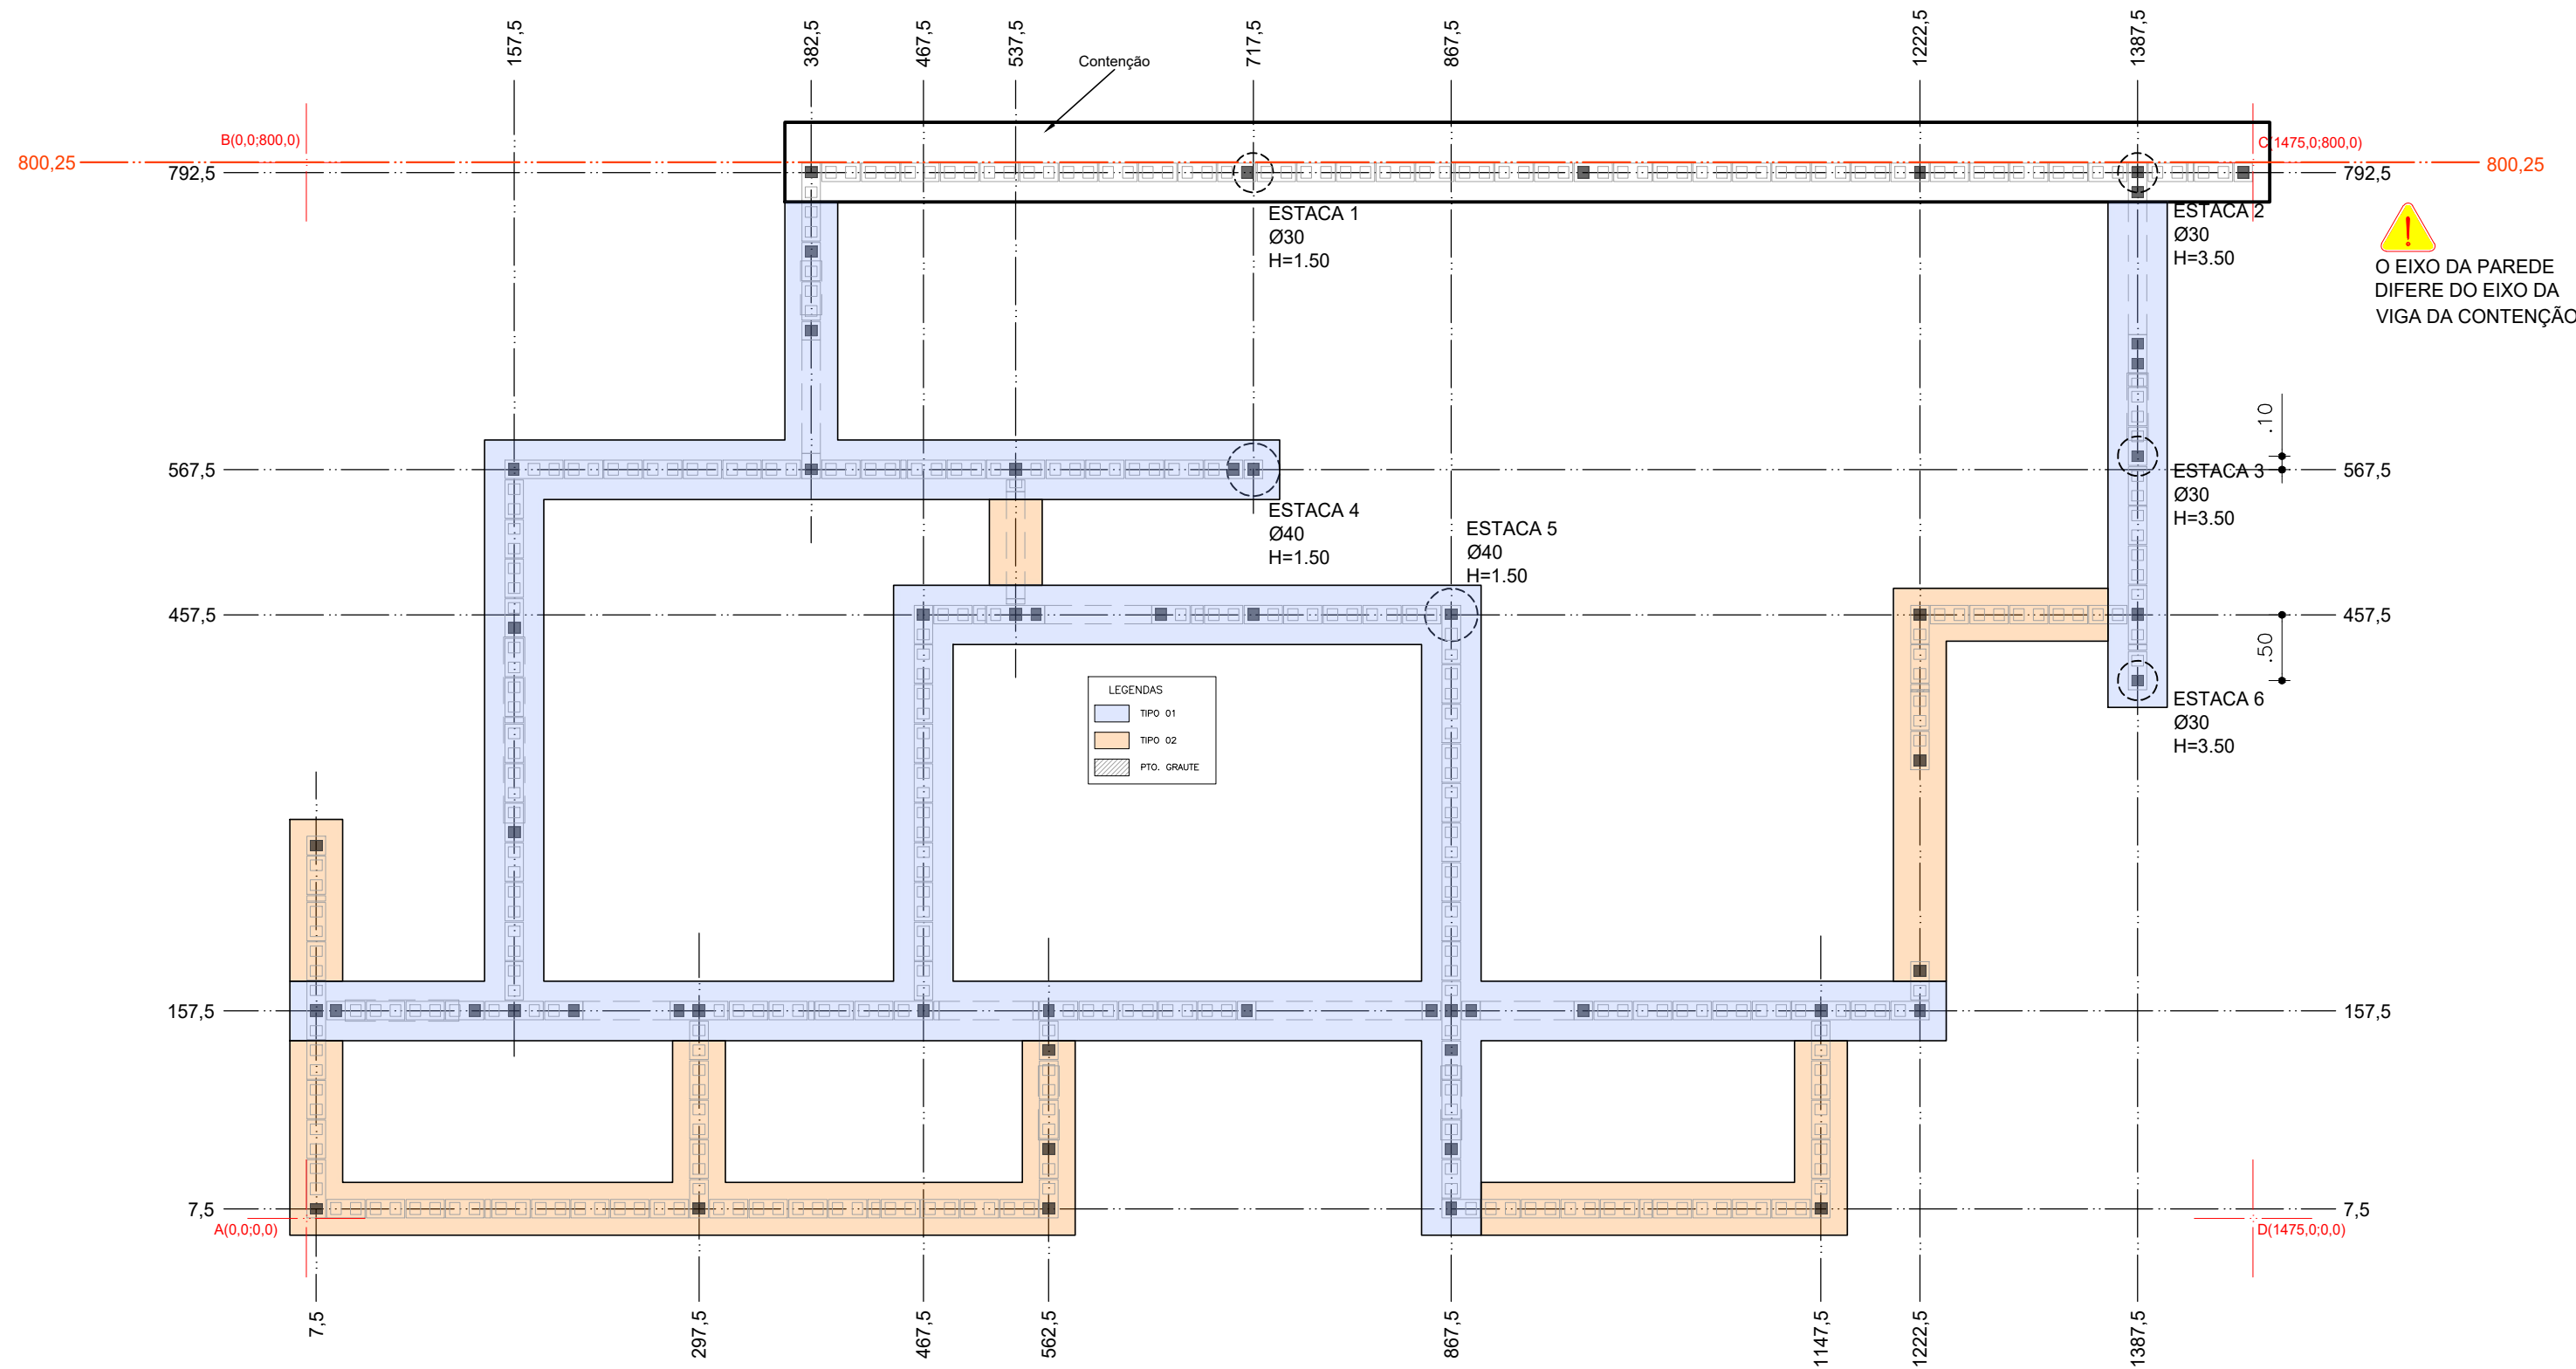 157,5
382,5
467,5
537,5
717,5
867,5
1222,5
1387,5
Contenção
B(0,0;800,0)
C(1475,0;800,0)
800,25
800,25
792,5
792,5
ESTACA 1
Ø30
H=1.50
ESTACA 2
Ø30
H=3.50
!
O EIXO DA PAREDE
DIFERE DO EIXO DA
VIGA DA CONTENÇÃO
.10
567,5
567,5
ESTACA 3
Ø30
H=3.50
ESTACA 4
Ø40
H=1.50
ESTACA 5
Ø40
H=1.50
457,5
457,5
.50
LEGENDAS
TIPO 01
TIPO 02
PTO. GRAUTE
ESTACA 6
Ø30
H=3.50
157,5
157,5
7,5
7,5
A(0,0;0,0)
D(1475,0;0,0)
7,5
297,5
467,5
562,5
867,5
1147,5
1222,5
1387,5